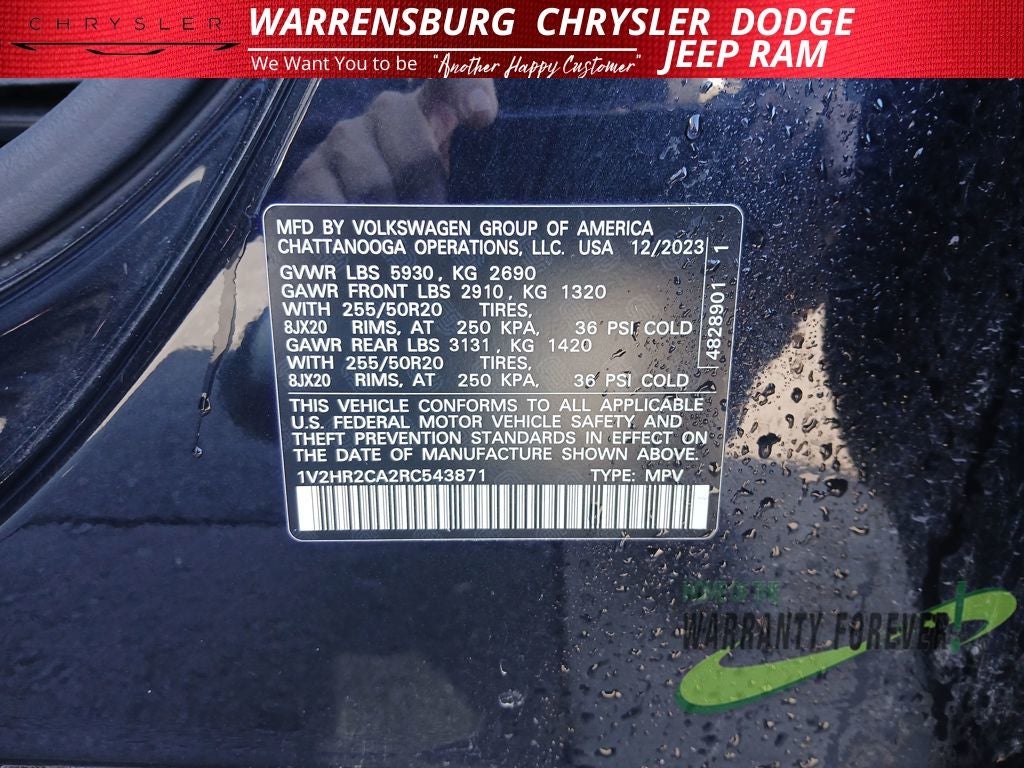 CHRYSLER
WARRENSBURG CHRYSLER DODGE
JEEP RAM
We Want You to be "Another Happy Customer"
MFD BY VOLKSWAGEN GROUP OF AMERICA
CHATTANOOGA OPERATIONS, LLC. USA 12/2023
GVWR LBS 5930, KG 2690
GAWR FRONT LBS 2910, KG 1320
WITH 255/50R20 TIRES,
8JX20 RIMS, AT 250 KPA, 36 PSI COLD
GAWR REAR LBS 3131, KG 1420
WITH 255/50R20 TIRES,
8JX20 RIMS, AT 250 KPA, 36 PSI COLD
4828901 1
THIS VEHICLE CONFORMS TO ALL APPLICABLE
U.S. FEDERAL MOTOR VEHICLE SAFETY AND
THEFT PREVENTION STANDARDS IN EFFECT ON
THE DATE OF MANUFACTURE SHOWN ABOVE.
1V2HR2CA2RC543871 TYPE: MPV
HOME OF THE
WARRANTY FOREVER!